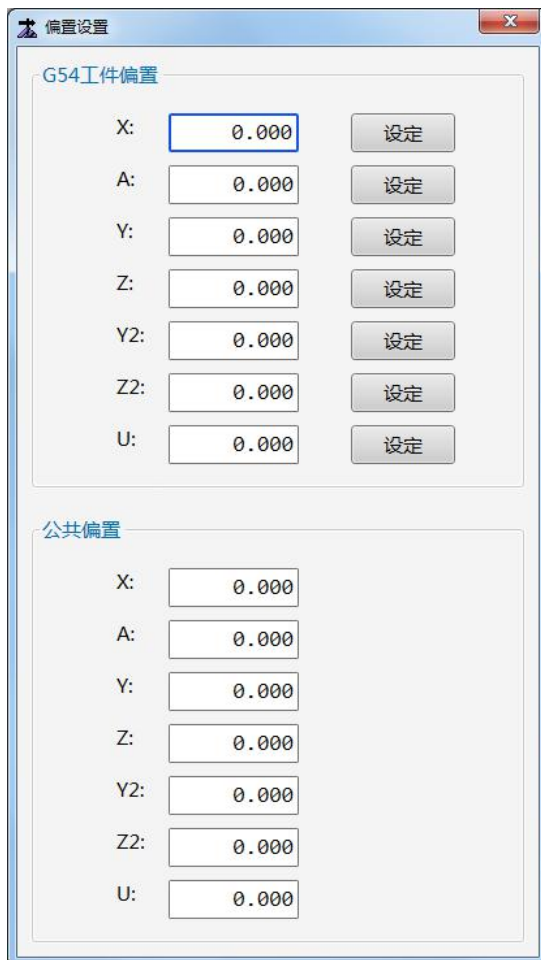 偏置设置
G54工件偏置
X: 0.000 设定
A: 0.000 设定
Y: 0.000 设定
Z: 0.000 设定
Y2: 0.000 设定
Z2: 0.000 设定
U: 0.000 设定
公共偏置
X: 0.000
A: 0.000
Y: 0.000
Z: 0.000
Y2: 0.000
Z2: 0.000
U: 0.000